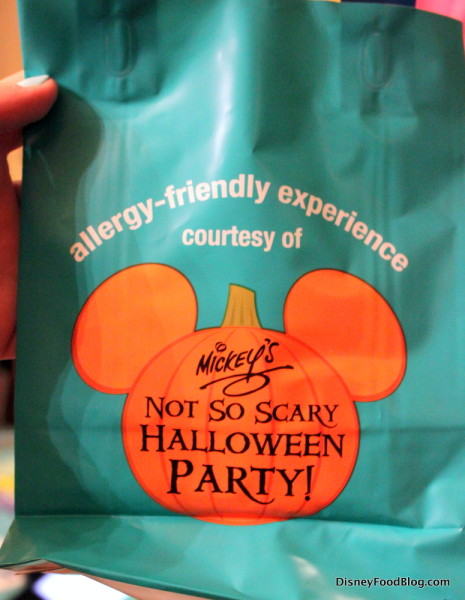 allergy-friendly experience
courtesy of
Mickey's
Not So Scary
Halloween
Party!
DisneyFoodBlog.com